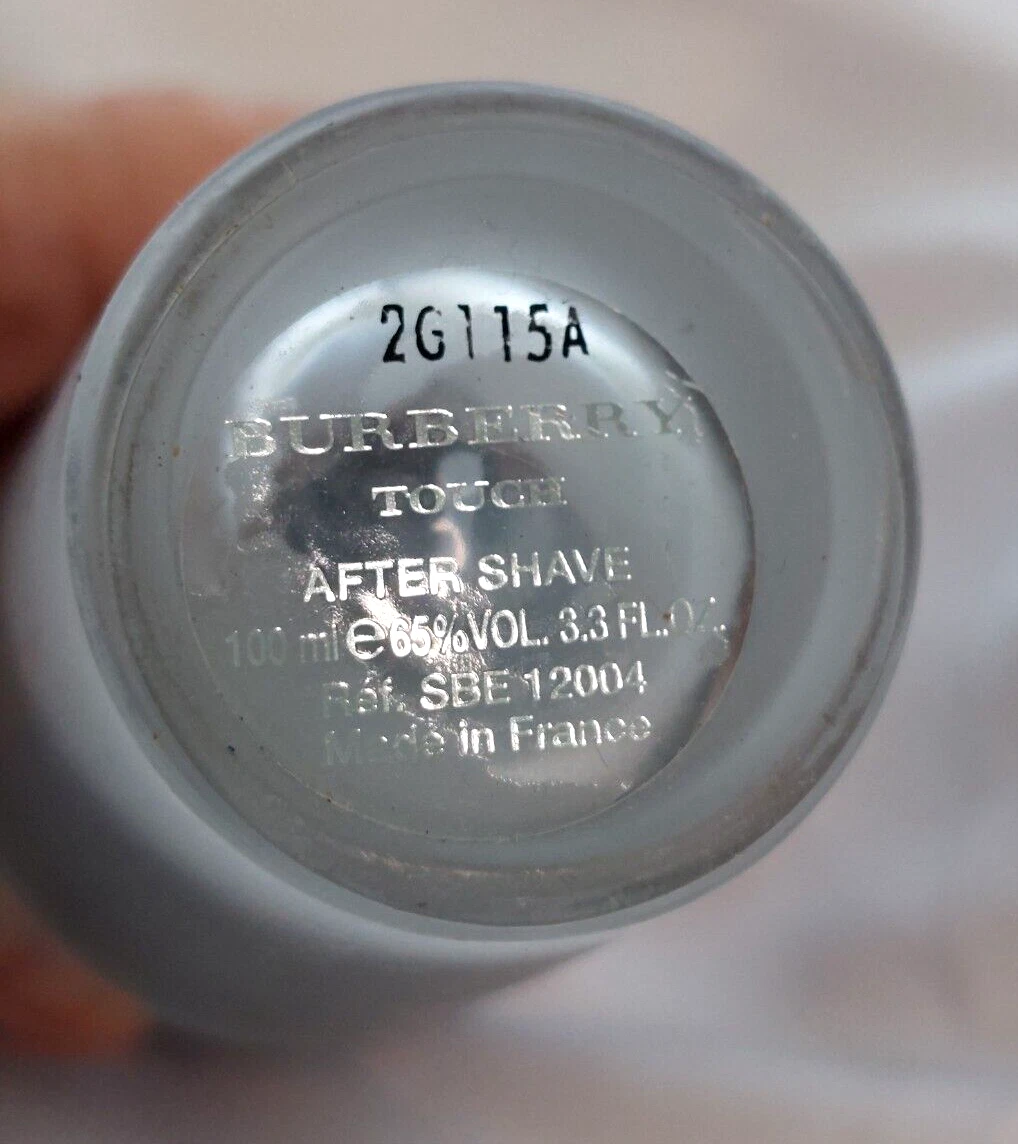 2G115A
BURBERRY
TOUCH
AFTER SHAVE
100 ml e 65%VOL. 3.3 FL.OZ.
Réf. SBE 12004
Made in France